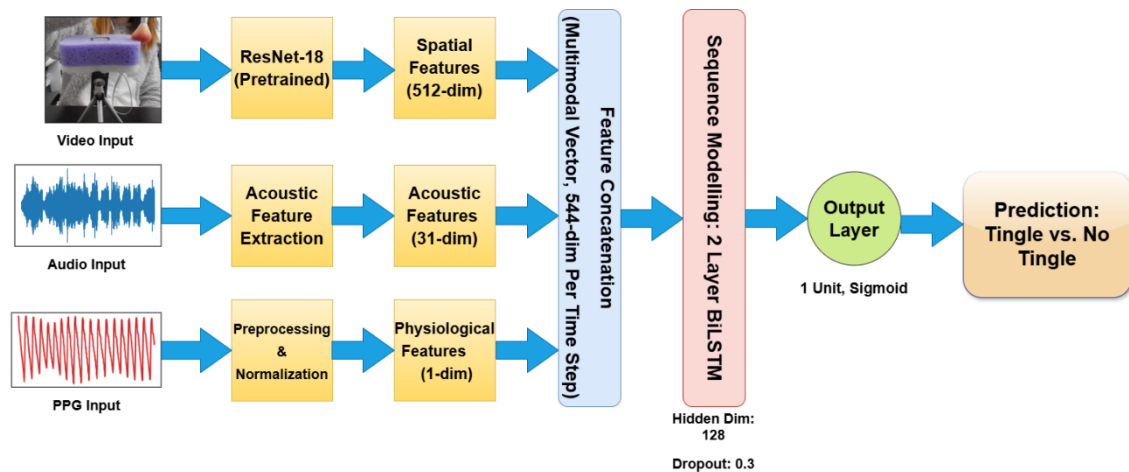 Video Input
ResNet-18
(Pretrained)
Spatial
Features
(512-dim)
Audio Input
Acoustic
Feature
Extraction
Acoustic
Features
(31-dim)
PPG Input
Preprocessing
&
Normalization
Physiological
Features
(1-dim)
Feature Concatenation
(Multimodal Vector, 544-dim Per Time Step)
Sequence Modelling: 2 Layer BiLSTM
Hidden Dim:
128
Dropout: 0.3
Output
Layer
1 Unit, Sigmoid
Prediction:
Tingle vs. No
Tingle